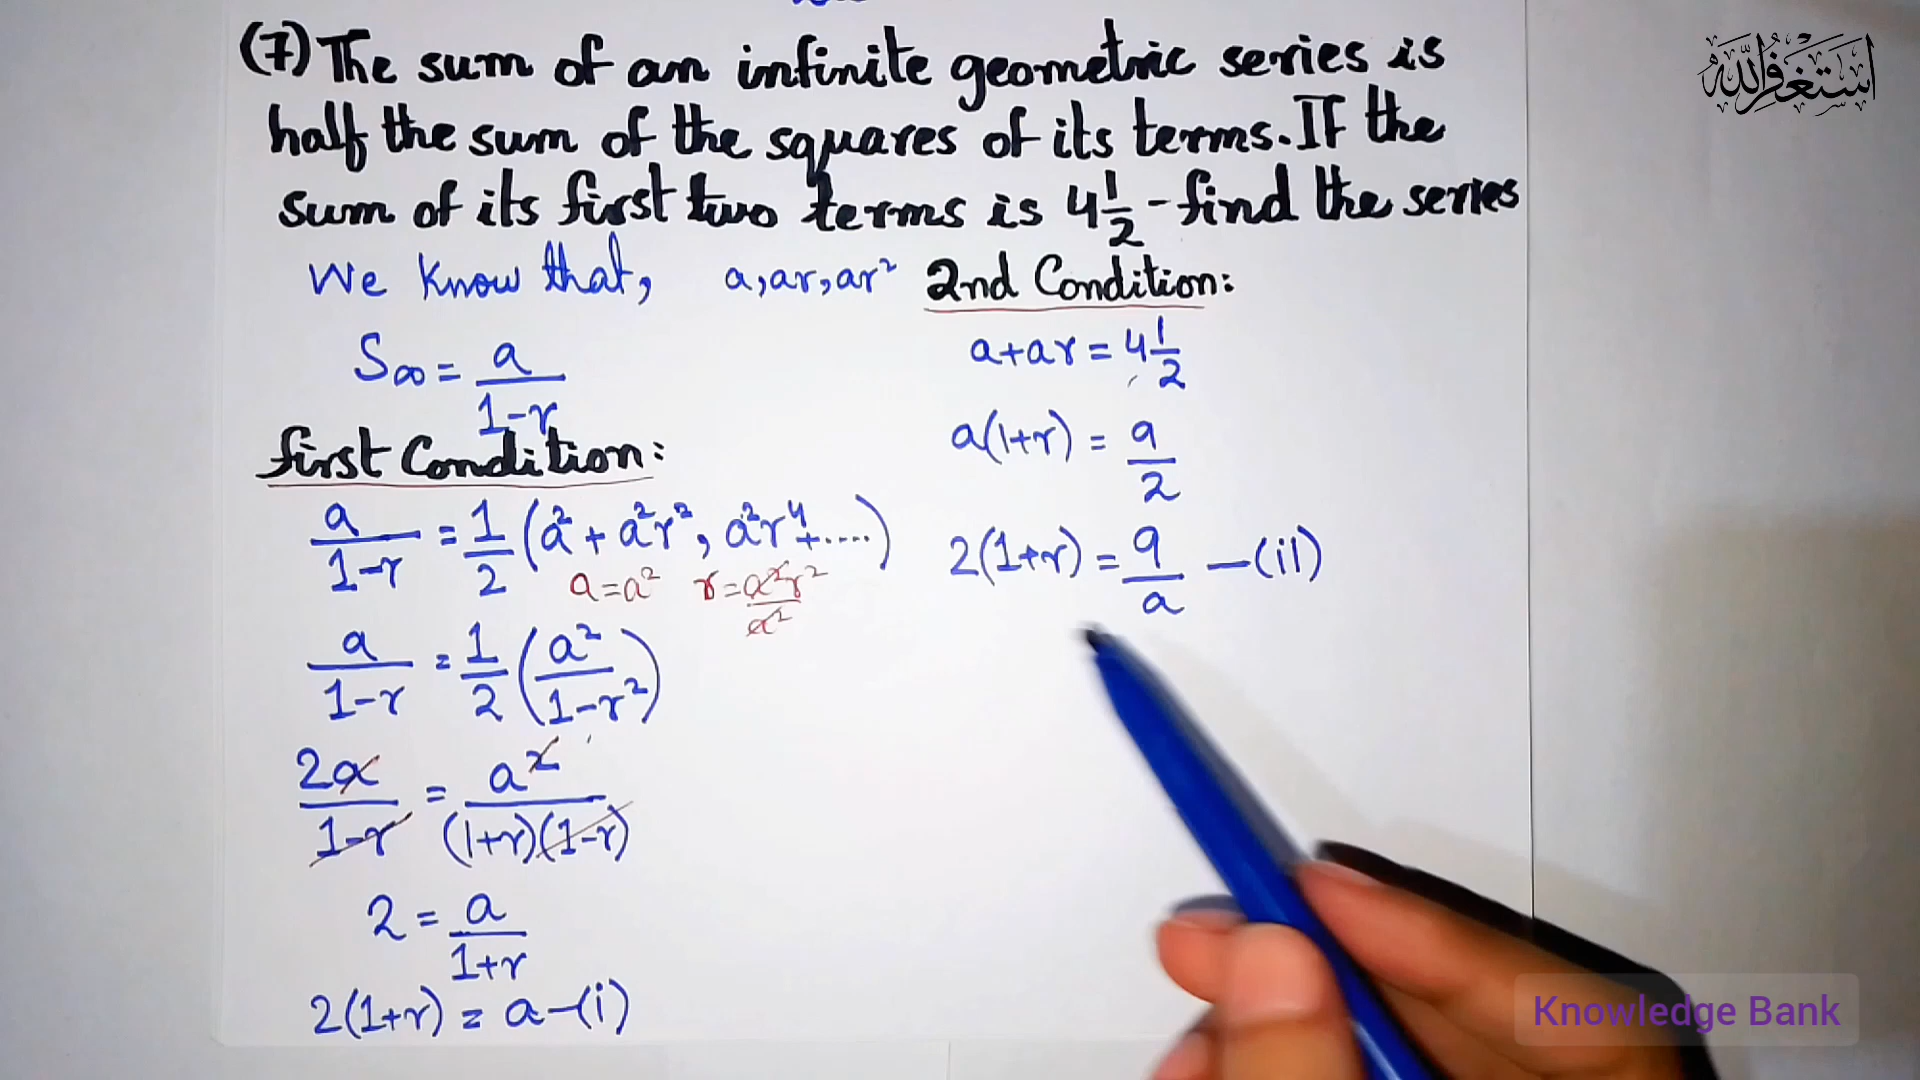 (7) The sum of an infinite geometric series is
half the sum of the squares of its terms. If the
sum of its first two terms is 4 1/2 - find the series
We know that, a, ar, ar²
S∞ = a/(1-r)
first Condition:
a/(1-r) = 1/2 (a² + a²r², a²r⁴ + ....)
a = a² r = a²r²/a²
a/(1-r) = 1/2 (a²/(1-r²))
2a/(1-r) = a²/((1+r)(1-r))
2 = a/(1+r)
2(1+r) = a -(i)
2nd Condition:
a+ar = 4 1/2
a(1+r) = 9/2
2(1+r) = 9/a -(ii)
أستغفر الله
Knowledge Bank